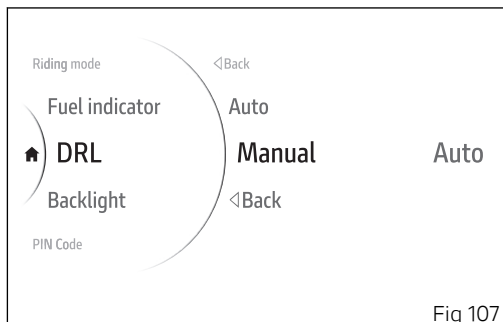 Riding mode
◁Back
Fuel indicator
Auto
DRL
Manual
Auto
Backlight
◁Back
PIN Code
Fig 107